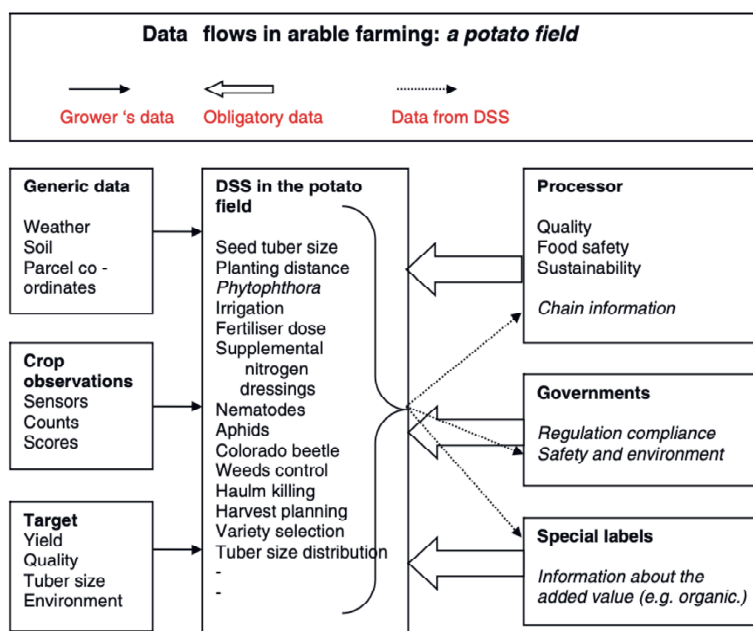 Data flows in arable farming: a potato field
Grower 's data
Obligatory data
Data from DSS
Generic data
Weather
Soil
Parcel co -
ordinates
Crop
observations
Sensors
Counts
Scores
Target
Yield
Quality
Tuber size
Environment
DSS in the potato
field
Seed tuber size
Planting distance
Phytophthora
Irrigation
Fertiliser dose
Supplemental
nitrogen
dressings
Nematodes
Aphids
Colorado beetle
Weeds control
Haulm killing
Harvest planning
Variety selection
Tuber size distribution
-
-
Processor
Quality
Food safety
Sustainability
Chain information
Governments
Regulation compliance
Safety and environment
Special labels
Information about the
added value (e.g. organic.)